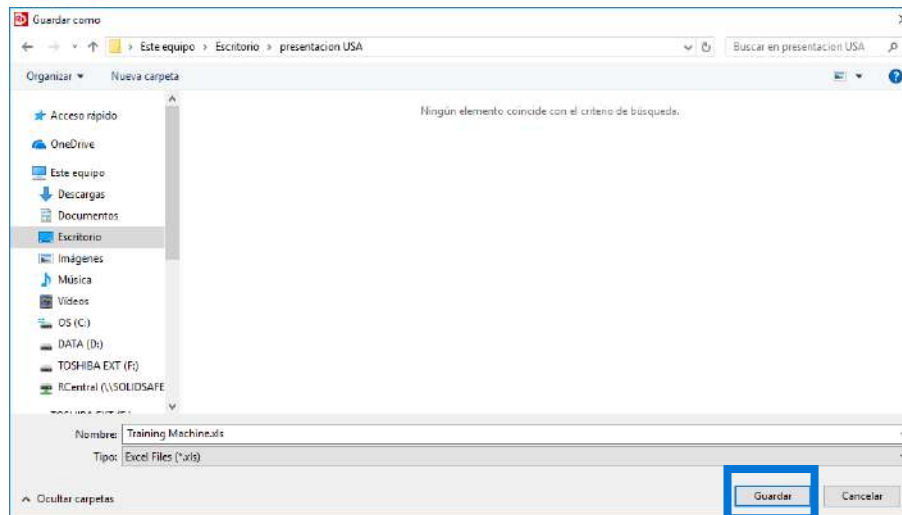 Guardar como
Este equipo > Escritorio > presentacion USA
Buscar en presentacion USA
Organizar
Nueva carpeta
Ningún elemento coincide con el criterio de búsqueda.
Acceso rápido
OneDrive
Este equipo
Descargas
Documentos
Escritorio
Imágenes
Música
Vídeos
OS (C:)
DATA (D:)
TOSHIBA EXT (F:)
RCentral (\\SOLIDSAFE
Nombre: Training Machine.xls
Tipo: Excel Files (*.xls)
Ocultar carpetas
Guardar
Cancelar